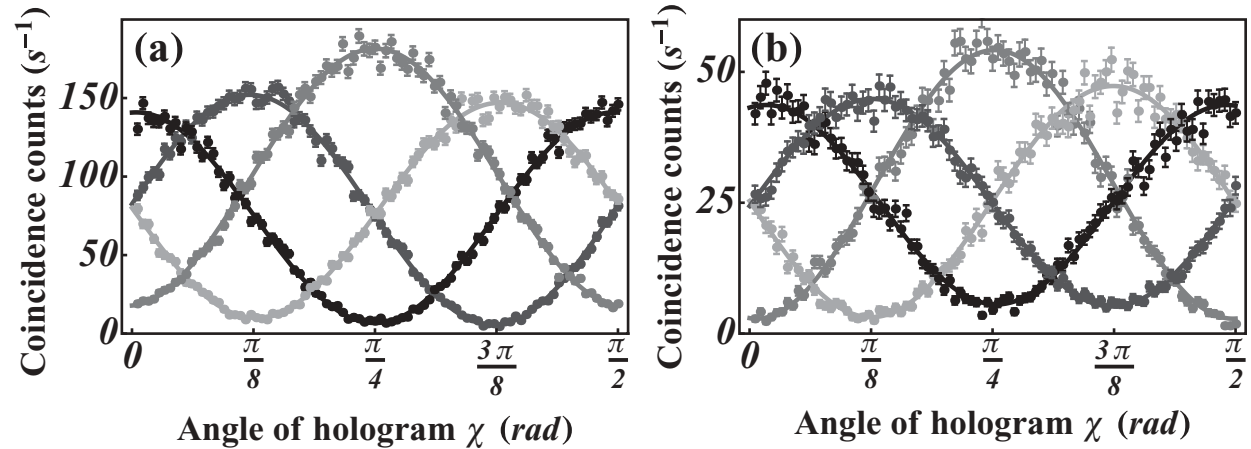 (a)
Coincidence counts (s⁻¹)
150
100
50
0
0 π/8 π/4 3π/8 π/2
Angle of hologram χ (rad)
(b)
Coincidence counts (s⁻¹)
50
25
0
0 π/8 π/4 3π/8 π/2
Angle of hologram χ (rad)